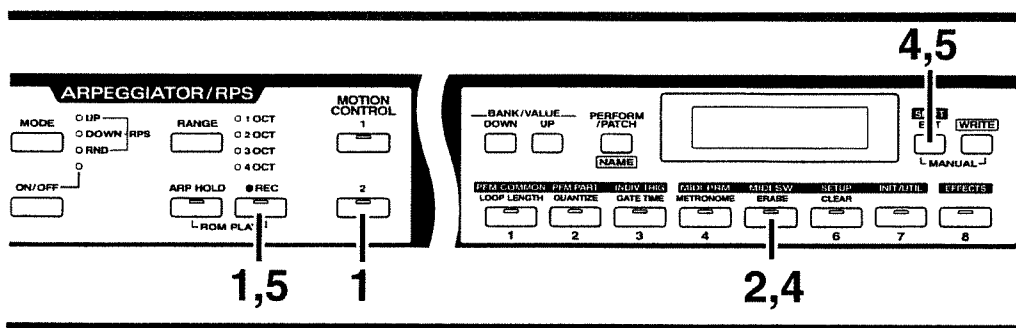 4,5
ARPEGGIATOR/RPS
MODE
UP
DOWN RPS
RND
RANGE
1 OCT
2 OCT
3 OCT
4 OCT
MOTION
CONTROL
1
ON/OFF
ARP HOLD
REC
2
BANK/VALUE
DOWN
UP
PERFORM
/PATCH
NAME
WRITE
MANUAL
PFM COMMON
PFM PART
INDIV TRIG
MIDI PRM
MIDI SW
SETUP
INIT/UTIL
EFFECTS
LOOP LENGTH
QUANTIZE
GATE TIME
METRONOME
ERASE
CLEAR
1
2
3
4
6
7
8
1,5
1
2,4